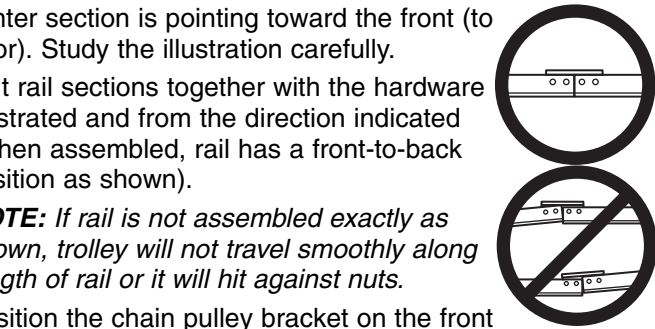 nter section is pointing toward the front (to
or). Study the illustration carefully.
t rail sections together with the hardware
strated and from the direction indicated
hen assembled, rail has a front-to-back
sition as shown).
OTE: If rail is not assembled exactly as
own, trolley will not travel smoothly along
gth of rail or it will hit against nuts.
sition the chain pulley bracket on the front